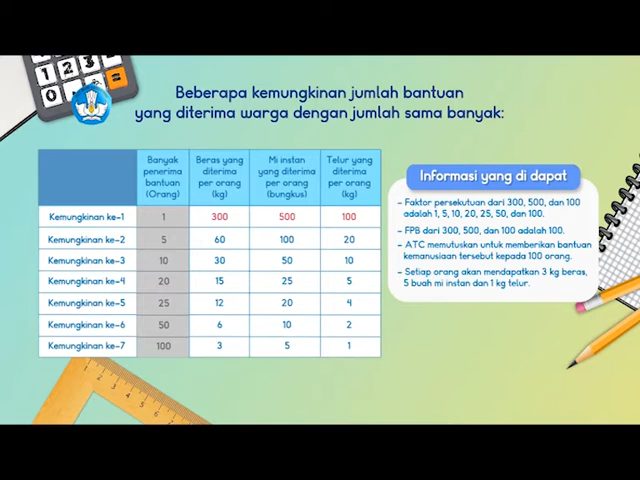 Beberapa kemungkinan jumlah bantuan
yang diterima warga dengan jumlah sama banyak:
Banyak penerima bantuan (Orang) Beras yang diterima per orang (kg) Mi instan yang diterima per orang (bungkus) Telur yang diterima per orang (kg)
Kemungkinan ke-1 1 300 500 100
Kemungkinan ke-2 5 60 100 20
Kemungkinan ke-3 10 30 50 10
Kemungkinan ke-4 20 15 25 5
Kemungkinan ke-5 25 12 20 4
Kemungkinan ke-6 50 6 10 2
Kemungkinan ke-7 100 3 5 1
Informasi yang di dapat
- Faktor persekutuan dari 300, 500, dan 100
adalah 1, 5, 10, 20, 25, 50, dan 100.
- FPB dari 300, 500, dan 100 adalah 100.
- ATC memutuskan untuk memberikan bantuan
kemanusiaan tersebut kepada 100 orang.
- Setiap orang akan mendapatkan 3 kg beras,
5 buah mi instan dan 1 kg telur.